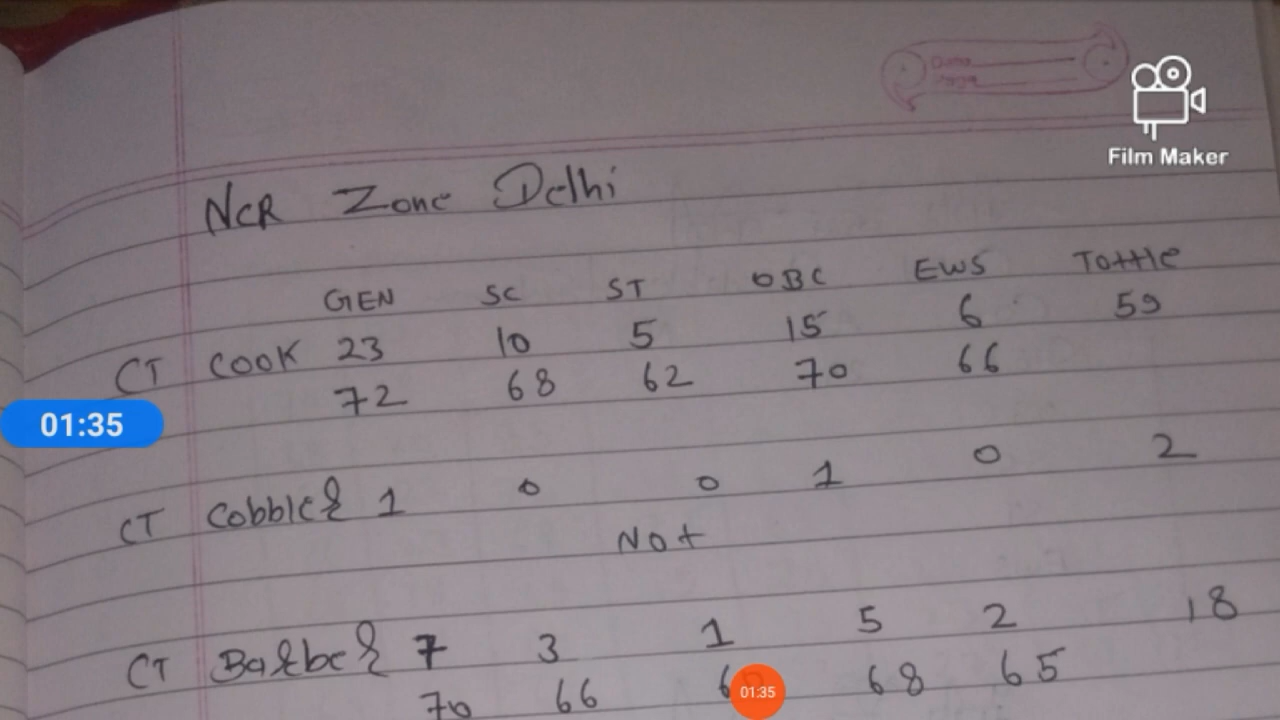 Date
Page
Film Maker
NCR Zone Delhi
GEN SC ST OBC EWS Tottle
CT COOK 23 10 5 15 6 59
72 68 62 70 66
01:35
CT Cobbler 1 0 0 1 0 2
Not
CT Barber 7 3 1 5 2 18
70 66 68 65
01:35